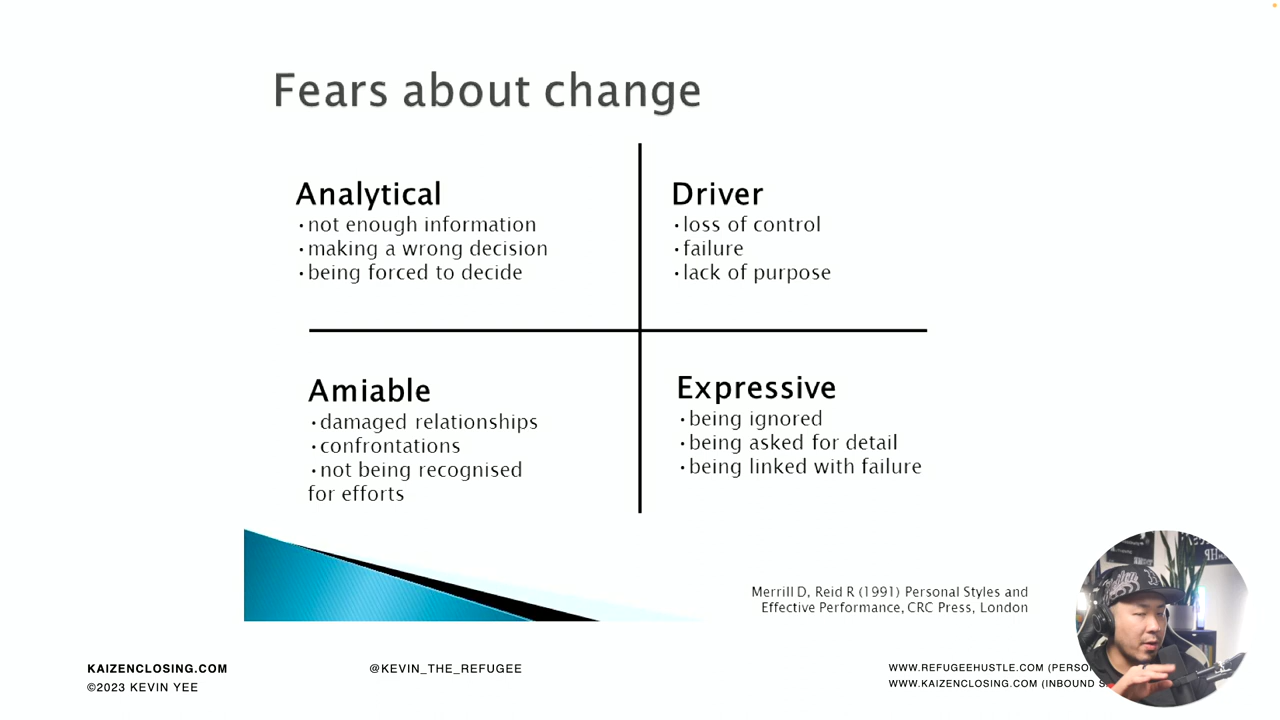 Fears about change
Analytical
•not enough information
•making a wrong decision
•being forced to decide
Driver
•loss of control
•failure
•lack of purpose
Amiable
•damaged relationships
•confrontations
•not being recognised
for efforts
Expressive
•being ignored
•being asked for detail
•being linked with failure
Merrill D, Reid R (1991) Personal Styles and
Effective Performance, CRC Press, London
KAIZENCLOSING.COM
©2023 KEVIN YEE
@KEVIN_THE_REFUGEE
WWW.REFUGEEHUSTLE.COM
WWW.KAIZENCLOSING.COM (INBOUND